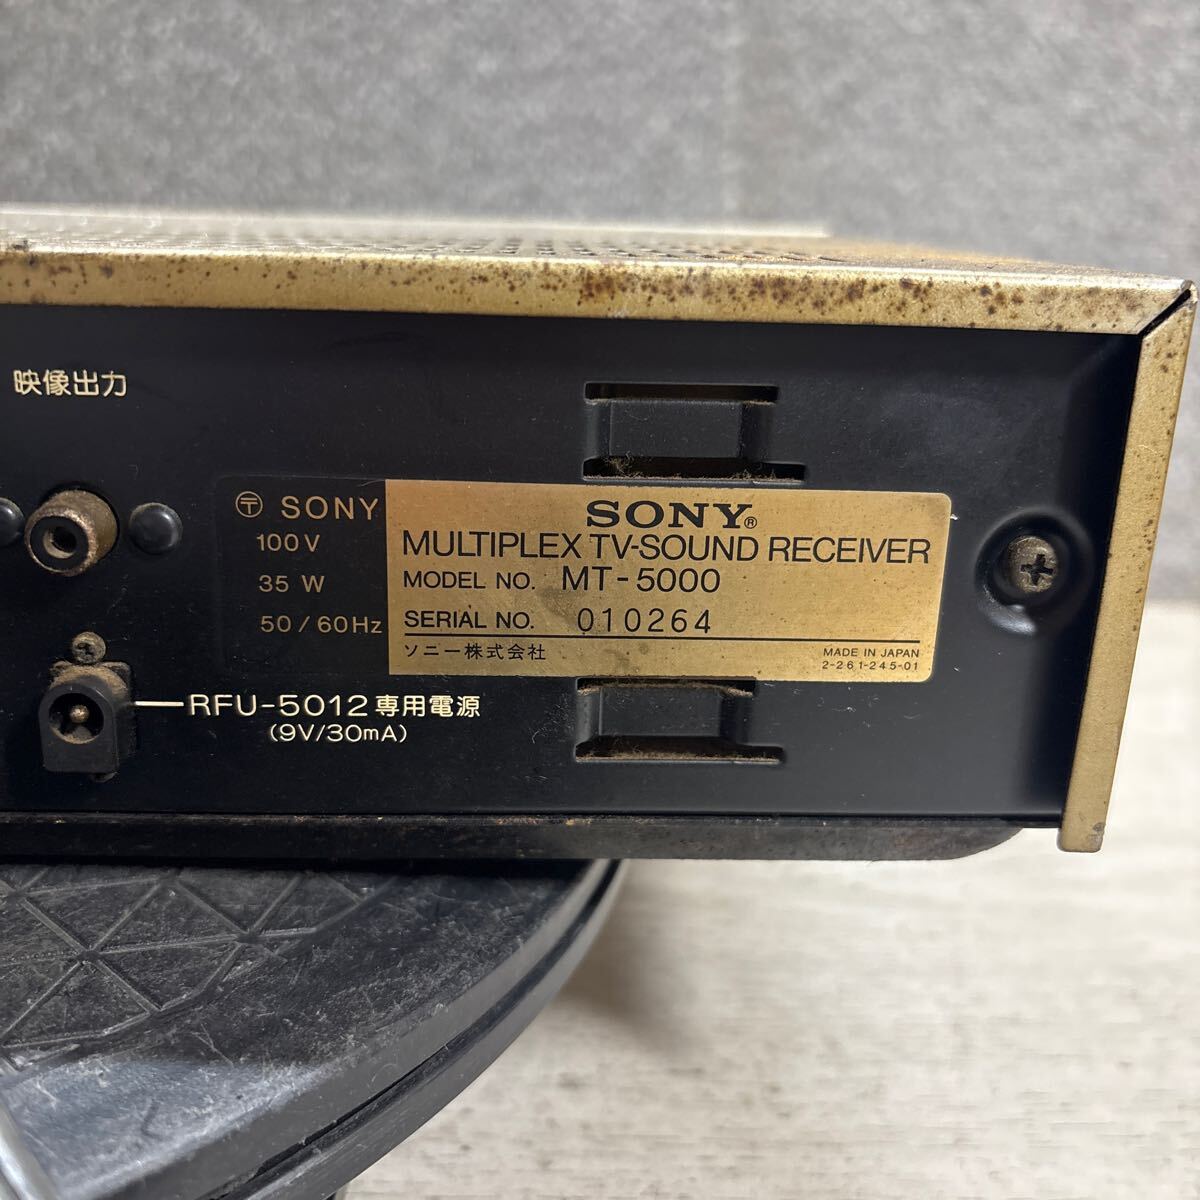 映像出力
〒 SONY
100V
35 W
50/60Hz
SONY®
MULTIPLEX TV-SOUND RECEIVER
MODEL NO. MT-5000
SERIAL NO. 010264
ソニー株式会社
MADE IN JAPAN
2-261-245-01
RFU-5012専用電源
(9V/30mA)